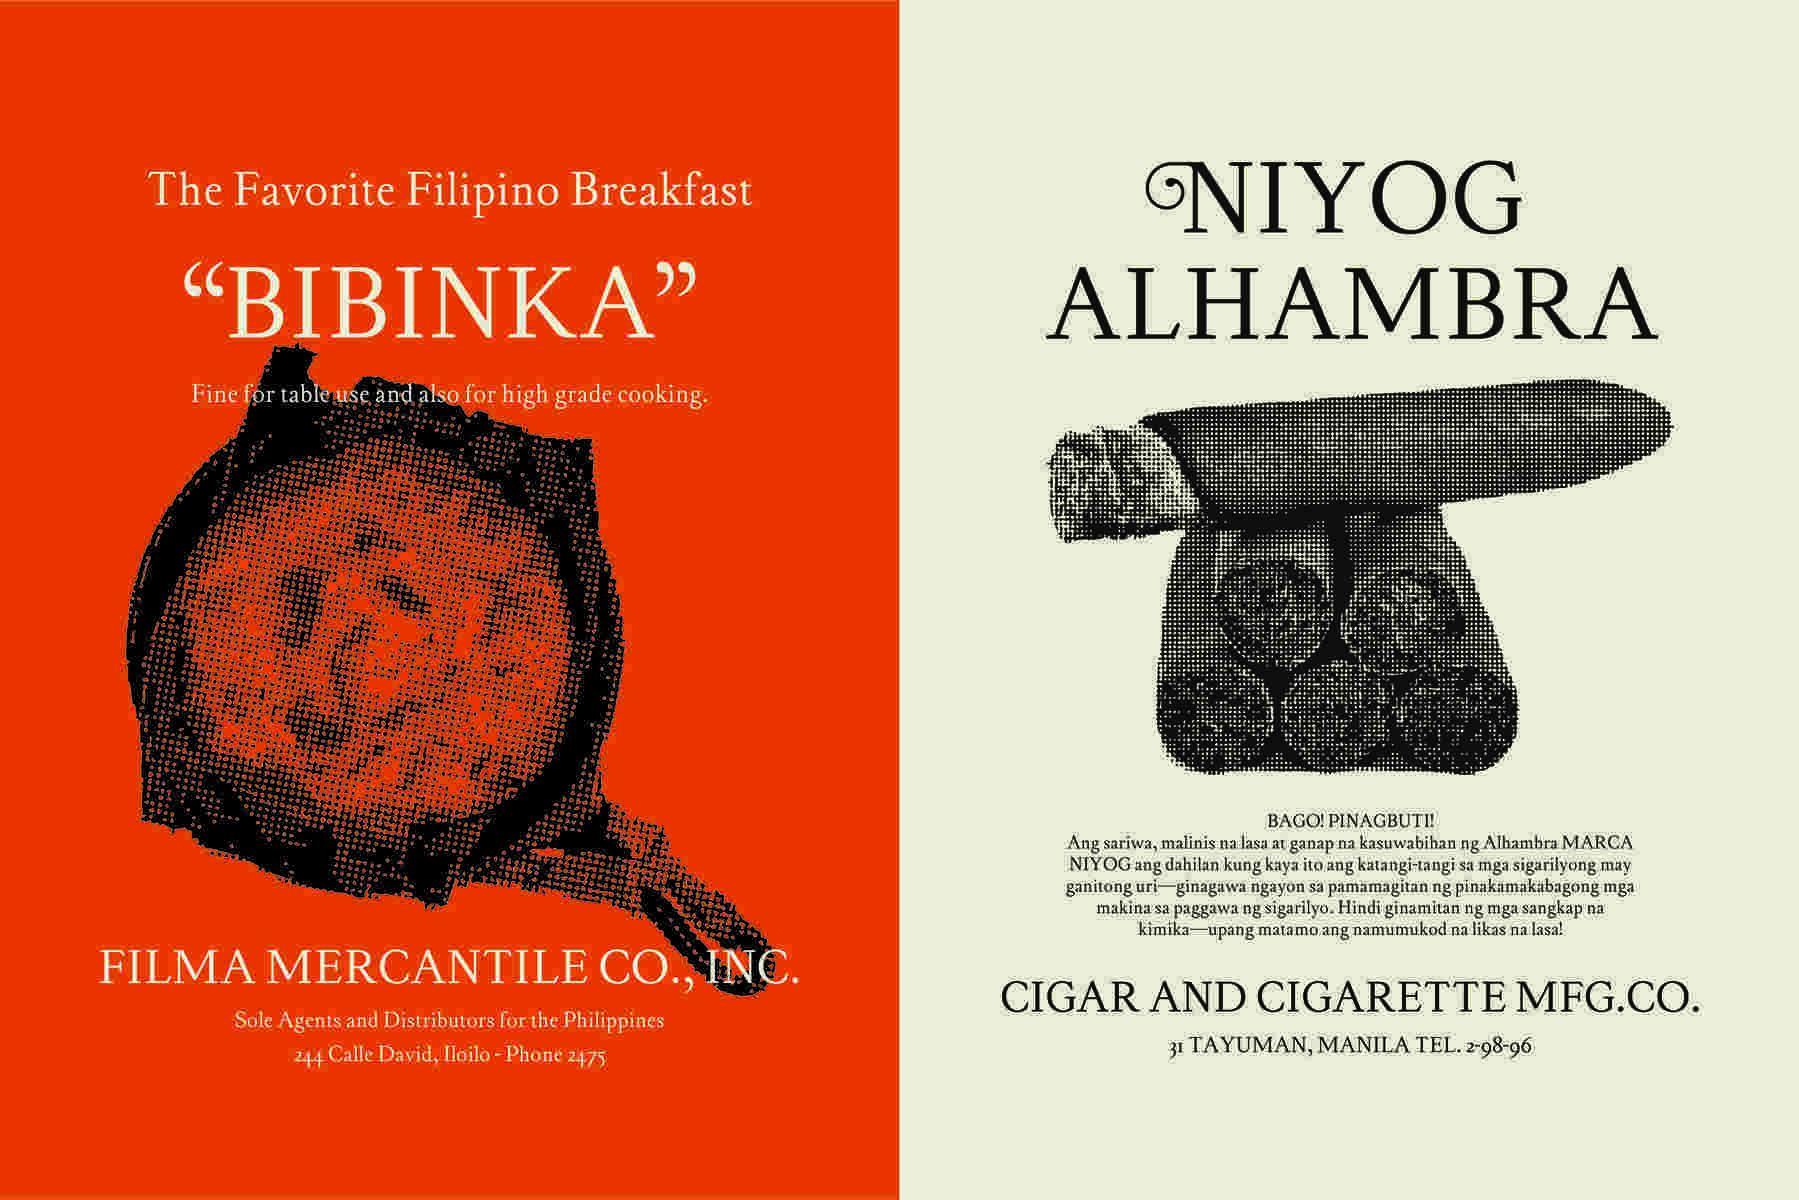 The Favorite Filipino Breakfast
“BIBINKA”
Fine for table use and also for high grade cooking.
FILMA MERCANTILE CO., INC.
Sole Agents and Distributors for the Philippines
244 Calle David, Iloilo - Phone 2475
NIYOG
ALHAMBRA
BAGO! PINAGBUTI!
Ang sariwa, malinis na lasa at ganap na kasuwabihan ng Alhambra MARCA
NIYOG ang dahilan kung kaya ito ang katangi-tangi sa mga sigarilyong may
ganitong uri—ginagawa ngayon sa pamamagitan ng pinakamakabagong mga
makina sa paggawa ng sigarilyo. Hindi ginamitan ng mga sangkap na
kimika—upang matamo ang namumukod na likas na lasa!
CIGAR AND CIGARETTE MFG.CO.
31 TAYUMAN, MANILA TEL. 2-98-96